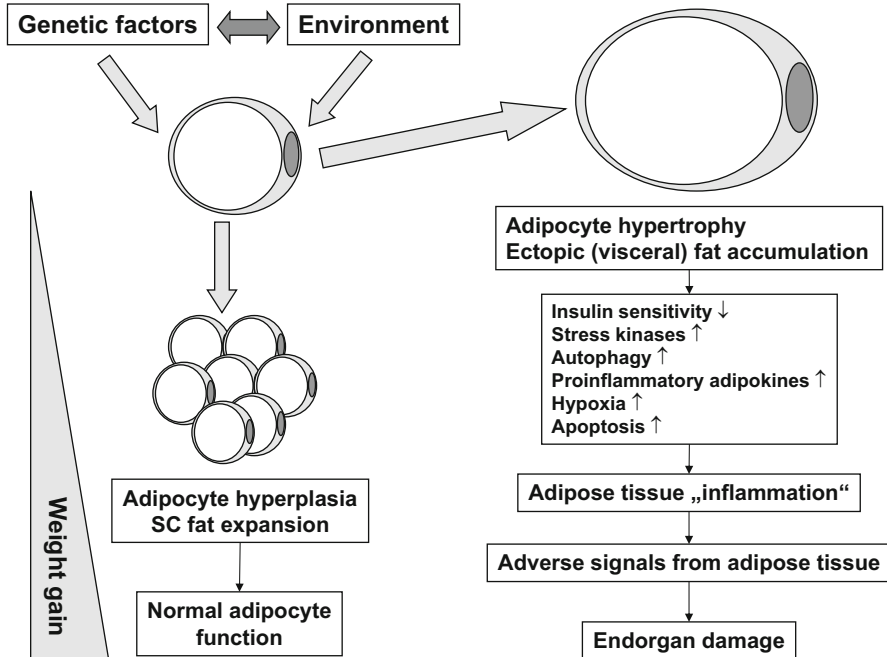 Genetic factors
Environment
Adipocyte hypertrophy
Ectopic (visceral) fat accumulation
Insulin sensitivity ↓
Stress kinases ↑
Autophagy ↑
Proinflammatory adipokines ↑
Hypoxia ↑
Apoptosis ↑
Adipose tissue „inflammation“
Adverse signals from adipose tissue
Endorgan damage
Adipocyte hyperplasia
SC fat expansion
Normal adipocyte
function
Weight gain